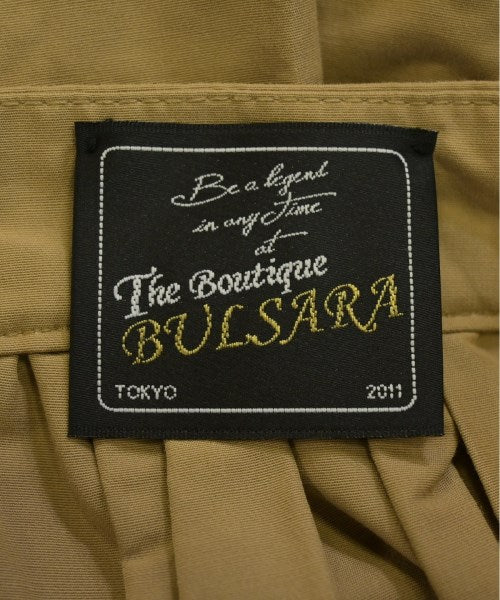 Be a legend
in any Time
at
The Boutique
BULSARA
TOKYO 2011